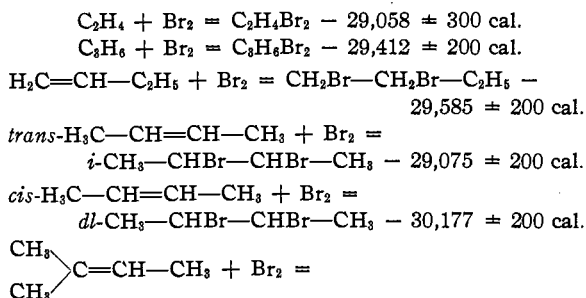 C₂H₄ + Br₂ = C₂H₄Br₂ − 29,058 ± 300 cal.
C₃H₆ + Br₂ = C₃H₆Br₂ − 29,412 ± 200 cal.
H₂C=CH—C₂H₅ + Br₂ = CH₂Br—CH₂Br—C₂H₅ −
29,585 ± 200 cal.
trans-H₃C—CH=CH—CH₃ + Br₂ =
i-CH₃—CHBr—CHBr—CH₃ − 29,075 ± 200 cal.
cis-H₃C—CH=CH—CH₃ + Br₂ =
dl-CH₃—CHBr—CHBr—CH₃ − 30,177 ± 200 cal.
CH₃
C=CH—CH₃ + Br₂ =
CH₃